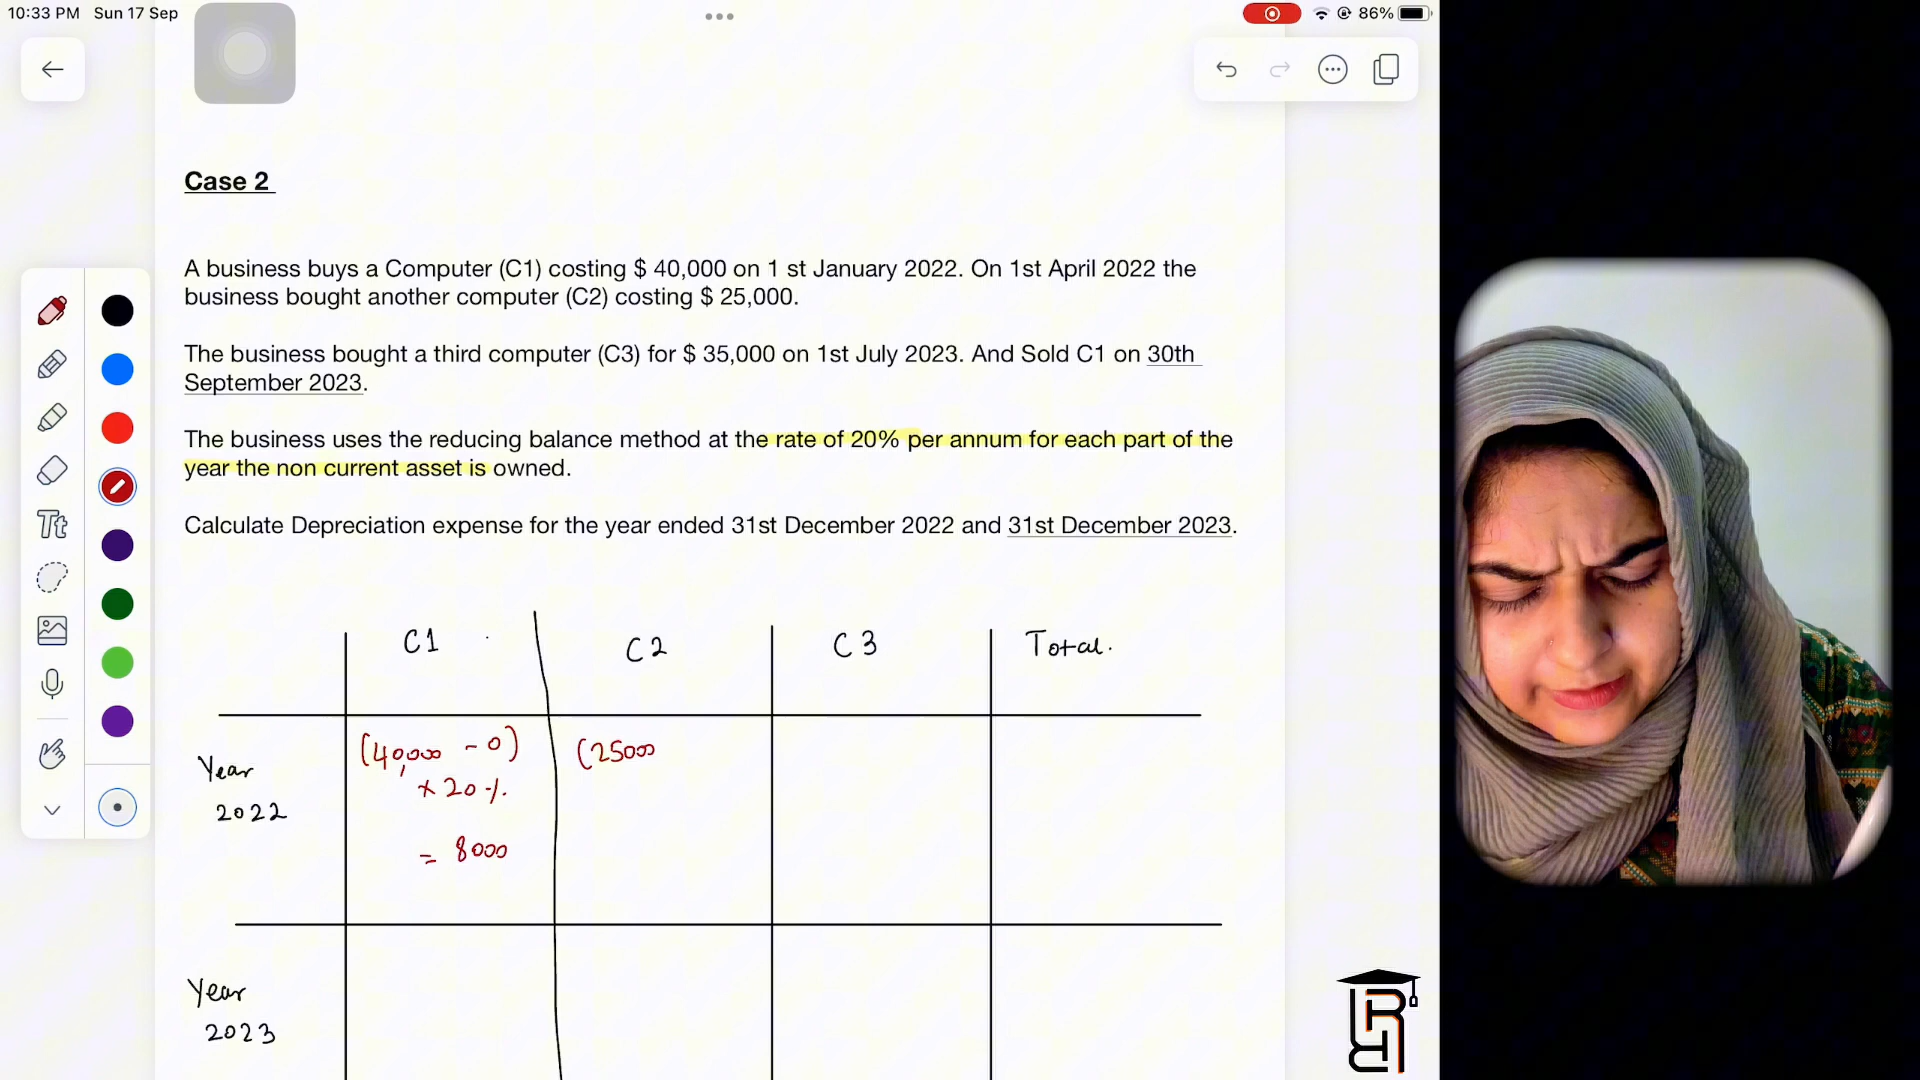 10:33 PM Sun 17 Sep
86%
Case 2
A business buys a Computer (C1) costing $ 40,000 on 1 st January 2022. On 1st April 2022 the
business bought another computer (C2) costing $ 25,000.
The business bought a third computer (C3) for $ 35,000 on 1st July 2023. And Sold C1 on 30th
September 2023.
The business uses the reducing balance method at the rate of 20% per annum for each part of the
year the non current asset is owned.
Calculate Depreciation expense for the year ended 31st December 2022 and 31st December 2023.
Tt
C1 C2 C3 Total.
Year
2022
(40,000 - 0)
× 20 %
= 8000
(25000
Year
2023